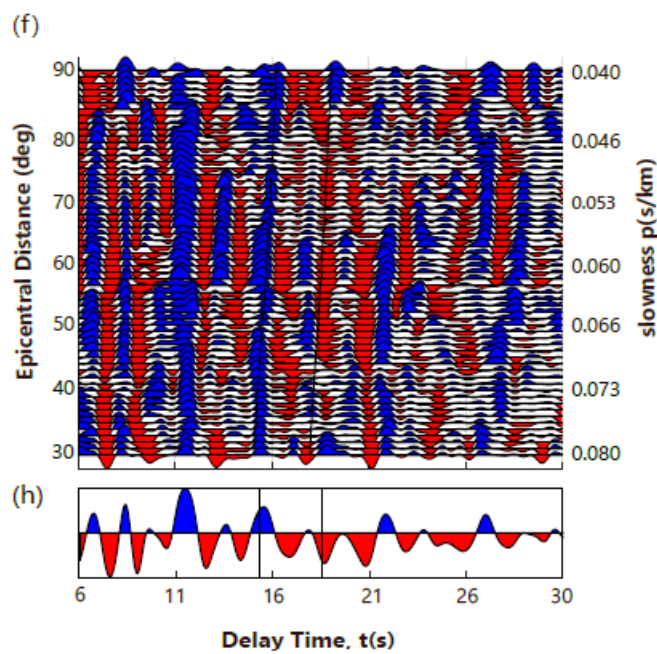 (f)
90
80
70
60
50
40
30
Epicentral Distance (deg)
0.040
0.046
0.053
0.060
0.066
0.073
0.080
slowness p(s/km)
(h)
6 11 16 21 26 30
Delay Time, t(s)